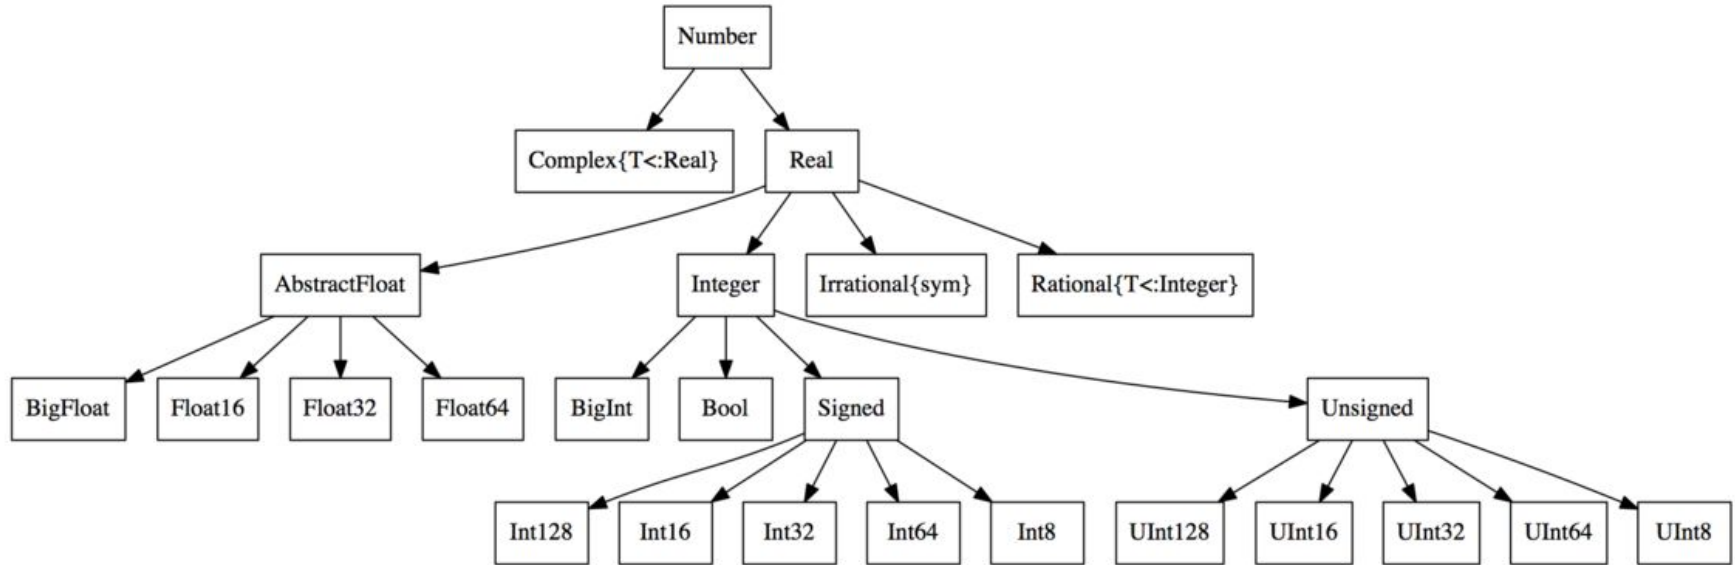 Number
Complex{T<:Real}
Real
AbstractFloat
Integer
Irrational{sym}
Rational{T<:Integer}
BigFloat
Float16
Float32
Float64
BigInt
Bool
Signed
Unsigned
Int128
Int16
Int32
Int64
Int8
UInt128
UInt16
UInt32
UInt64
UInt8